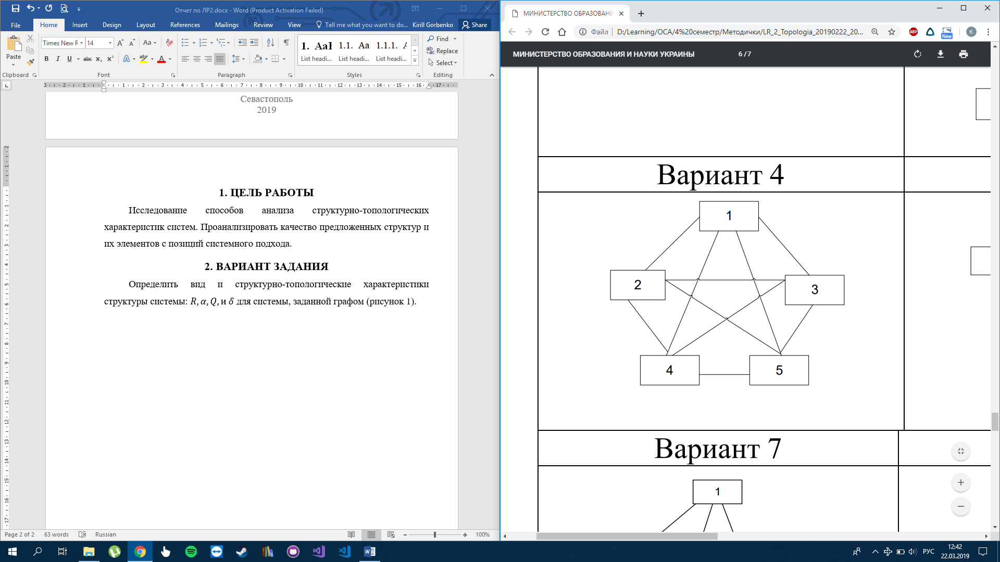 Отчет по ЛР2.docx - Word (Product Activation Failed)
File Home Insert Design Layout References Mailings Review View Tell me what you want to do... Kirill Gorbenko Share
Times New R 14
Paste
Clipboard Font Paragraph Styles Editing
1. AaB 1.1. Aa 1.1.1. A
List headi... List headi... List headi...
Find
Replace
Select
Севастополь
2019
1. ЦЕЛЬ РАБОТЫ
Исследование способов анализа структурно-топологических
характеристик систем. Проанализировать качество предложенных структур и
их элементов с позиций системного подхода.
2. ВАРИАНТ ЗАДАНИЯ
Определить вид и структурно-топологические характеристики
структуры системы: R, α, Q, и δ для системы, заданной графом (рисунок 1).
Page 2 of 2 63 words Russian 100%
МИНИСТЕРСТВО ОБРАЗОВАНИ
Файл D:/Learning/ОСА/4%20семестр/Методички/LR_2_Topologia_20190222_20...
ABP
New
K
МИНИСТЕРСТВО ОБРАЗОВАНИЯ И НАУКИ УКРАИНЫ 6 / 7
Вариант 4
1
2
3
4
5
Вариант 7
1
РУС
12:42
22.03.2019